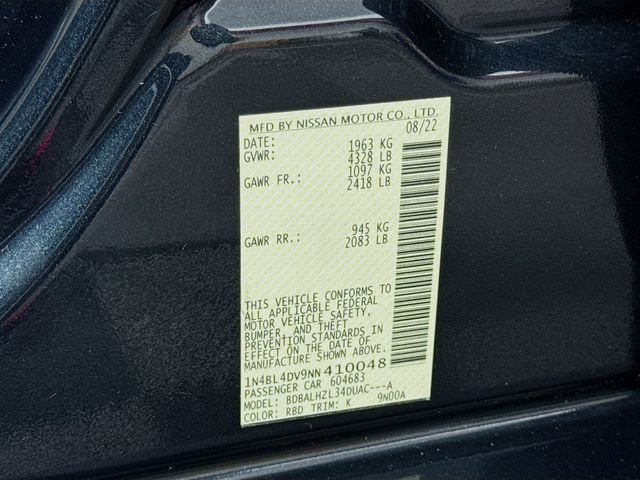 MFD BY NISSAN MOTOR CO., LTD.
DATE: 08/22
GVWR: 1963 KG
4328 LB
GAWR FR.: 1097 KG
2418 LB
GAWR RR.: 945 KG
2083 LB
THIS VEHICLE CONFORMS TO
ALL APPLICABLE FEDERAL
MOTOR VEHICLE SAFETY,
BUMPER, AND THEFT
PREVENTION STANDARDS IN
EFFECT ON THE DATE OF
MANUFACTURE SHOWN ABOVE.
1N4BL4DV9NN410048
PASSENGER CAR 604683
MODEL: BDBALHZL34DUAC---A
COLOR: RBD TRIM: K 9N00A